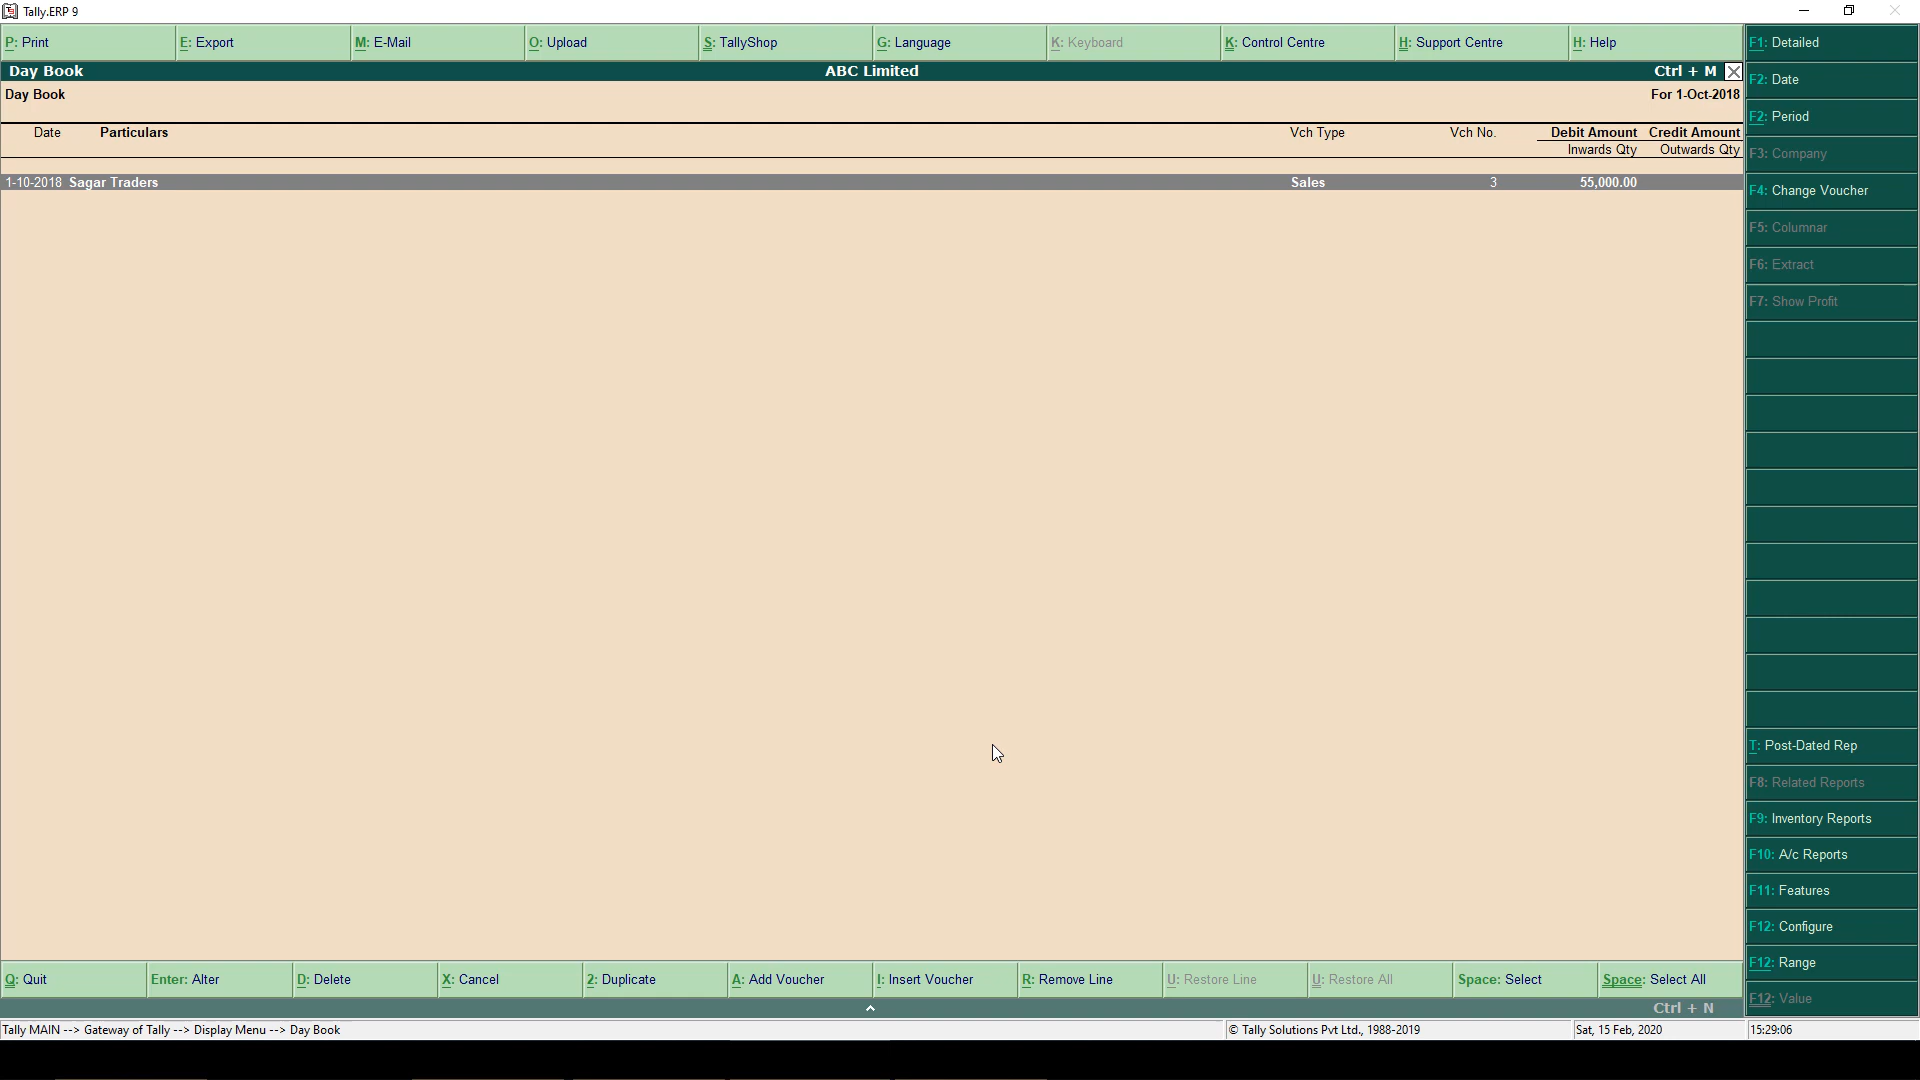 Tally.ERP 9
P: Print E: Export M: E-Mail O: Upload S: TallyShop G: Language K: Keyboard K: Control Centre H: Support Centre H: Help
Day Book ABC Limited Ctrl + M
Day Book For 1-Oct-2018
Date Particulars Vch Type Vch No. Debit Amount Credit Amount
Inwards Qty Outwards Qty
1-10-2018 Sagar Traders Sales 3 55,000.00
F1: Detailed
F2: Date
F2: Period
F3: Company
F4: Change Voucher
F5: Columnar
F6: Extract
F7: Show Profit
T: Post-Dated Rep
F8: Related Reports
F9: Inventory Reports
F10: A/c Reports
F11: Features
F12: Configure
F12: Range
F12: Value
Q: Quit Enter: Alter D: Delete X: Cancel 2: Duplicate A: Add Voucher I: Insert Voucher R: Remove Line U: Restore Line U: Restore All Space: Select Space: Select All
Ctrl + N
Tally MAIN --> Gateway of Tally --> Display Menu --> Day Book © Tally Solutions Pvt Ltd., 1988-2019 Sat, 15 Feb, 2020 15:29:06